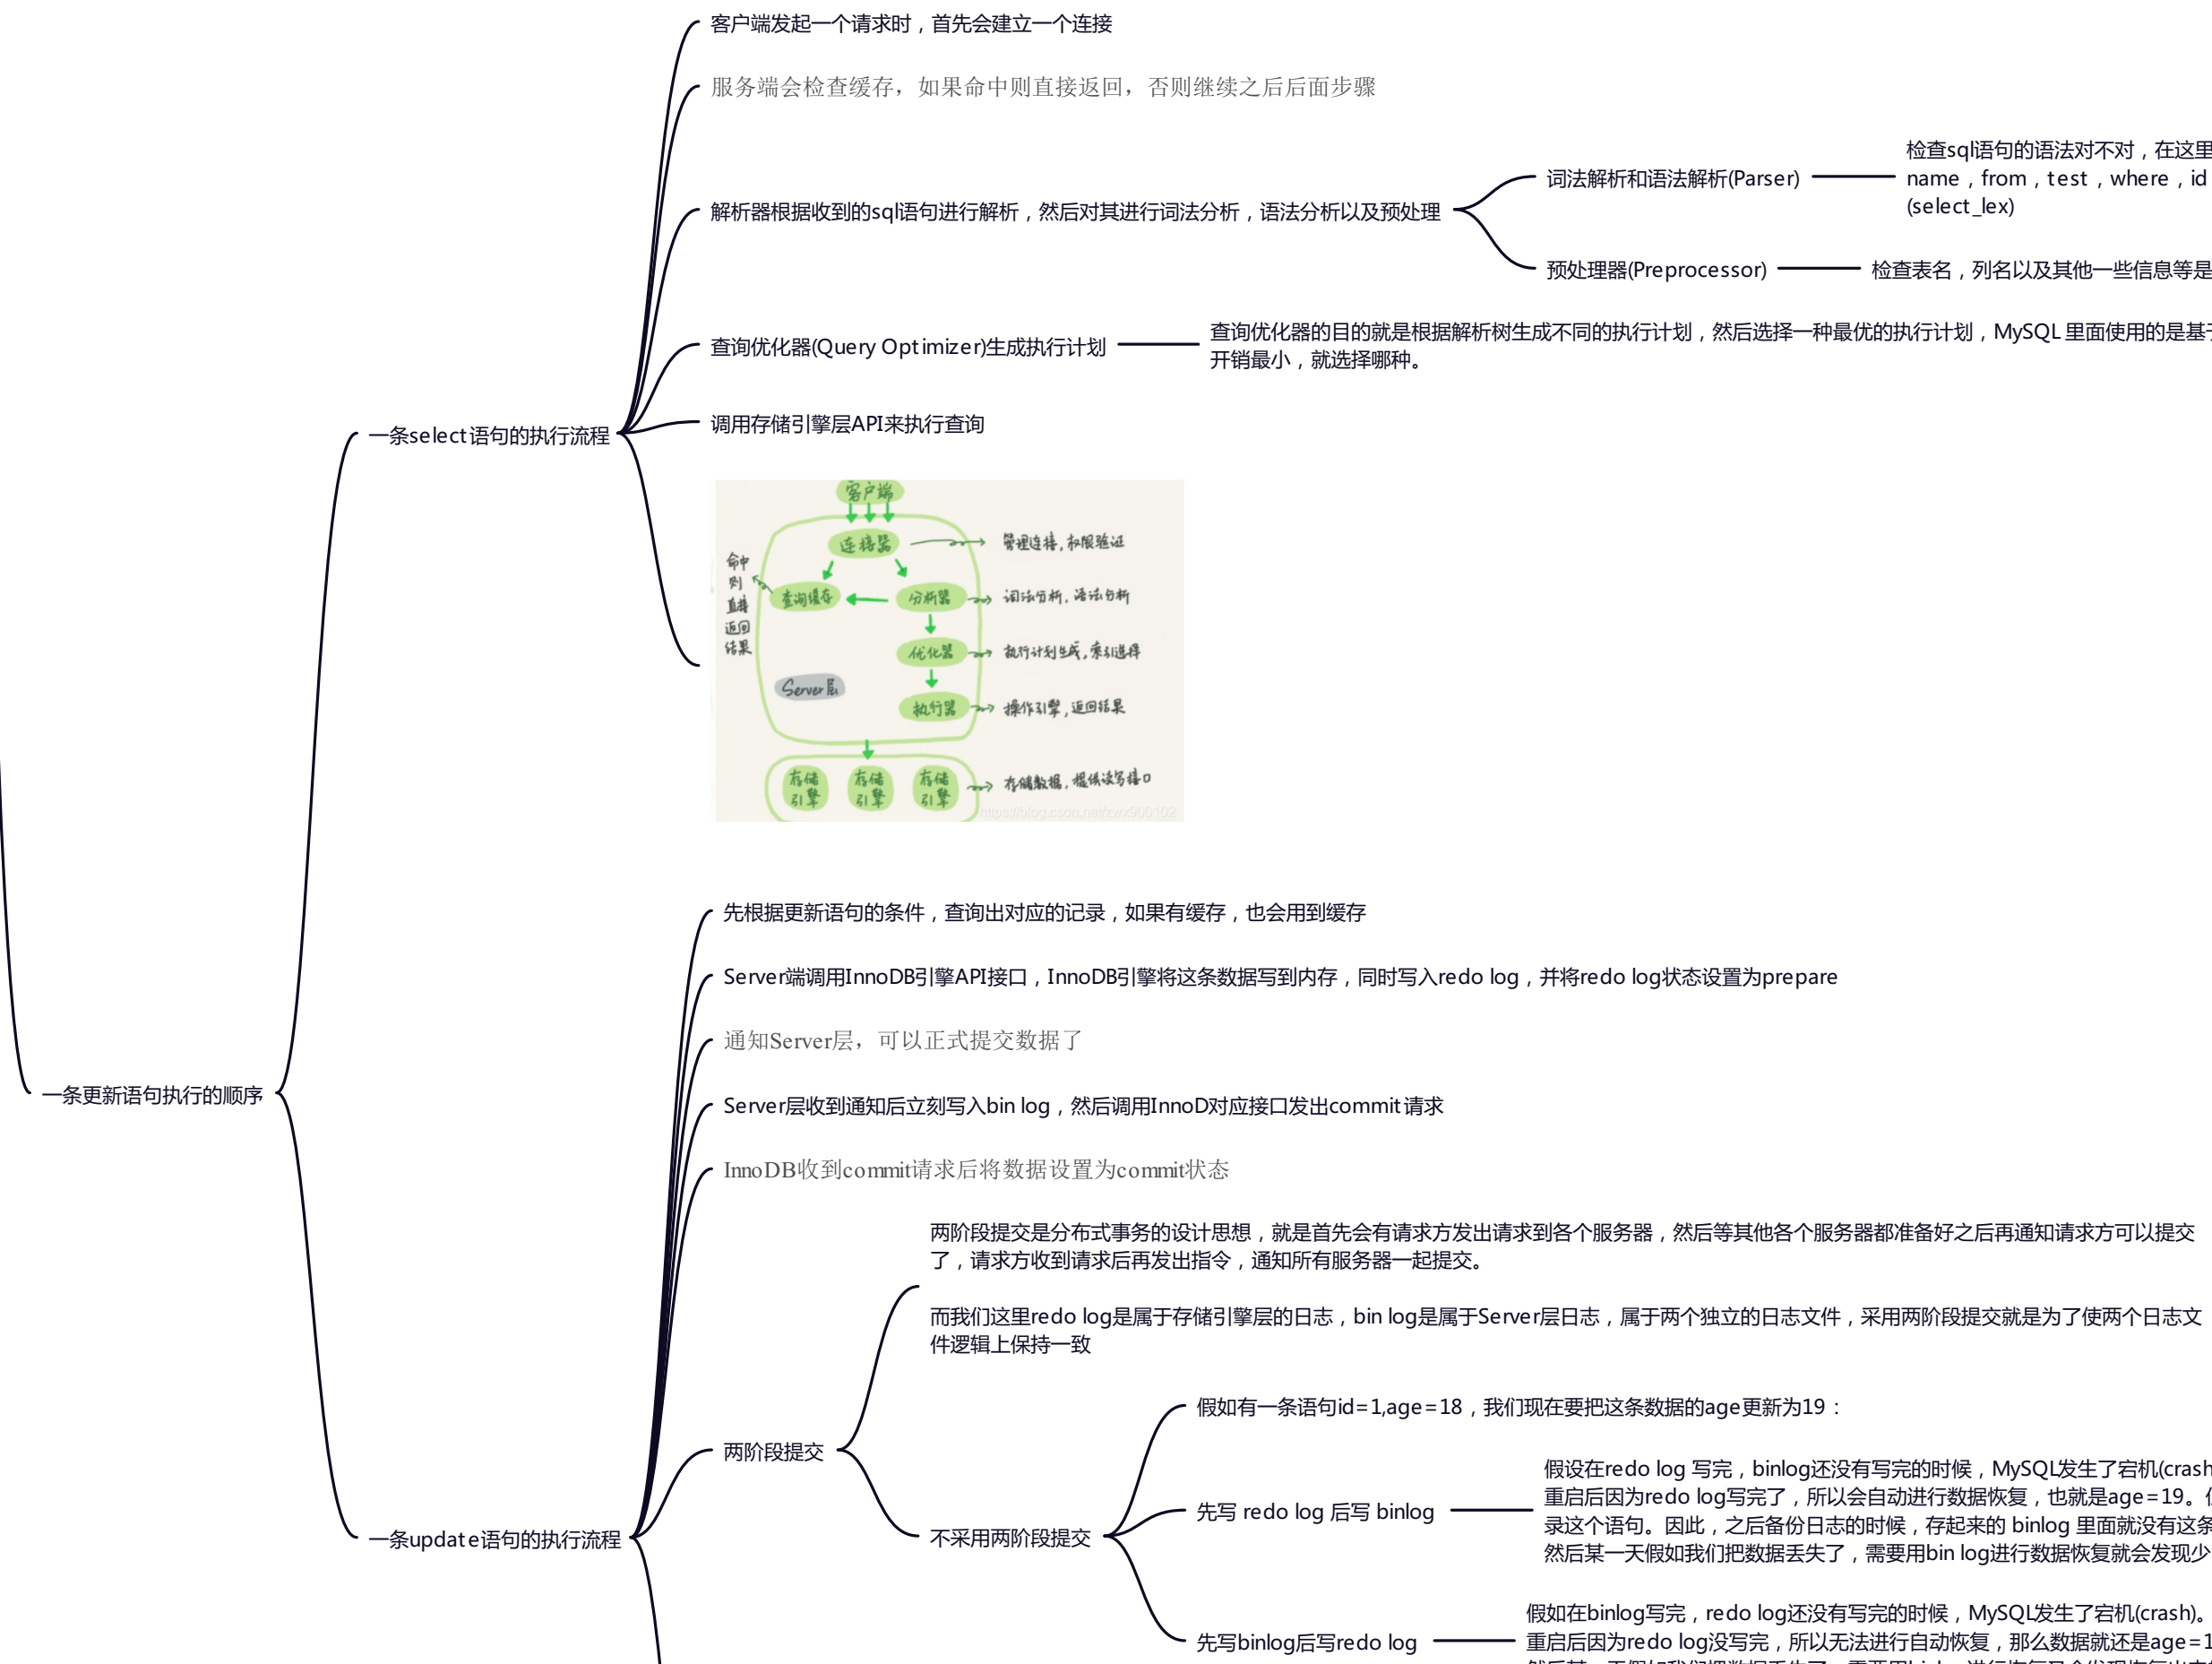 客户端发起一个请求时，首先会建立一个连接
服务端会检查缓存，如果命中则直接返回，否则继续之后后面步骤
解析器根据收到的sql语句进行解析，然后对其进行词法分析，语法分析以及预处理
词法解析和语法解析(Parser)
检查sql语句的语法对不对，在这里
name，from，test，where，id
(select_lex)
预处理器(Preprocessor)
检查表名，列名以及其他一些信息等是
查询优化器(Query Optimizer)生成执行计划
查询优化器的目的就是根据解析树生成不同的执行计划，然后选择一种最优的执行计划，MySQL 里面使用的是基于
开销最小，就选择哪种。
一条select语句的执行流程
调用存储引擎层API来执行查询
客户端
连接器
管理连接,权限验证
命中
则
直接
返回
结果
查询缓存
分析器
词法分析,语法分析
优化器
执行计划生成,索引选择
Server层
执行器
操作引擎,返回结果
存储
引擎
存储
引擎
存储
引擎
存储数据,提供读写接口
https://blog.csdn.net/zwx900102
一条更新语句执行的顺序
先根据更新语句的条件，查询出对应的记录，如果有缓存，也会用到缓存
Server端调用InnoDB引擎API接口，InnoDB引擎将这条数据写到内存，同时写入redo log，并将redo log状态设置为prepare
通知Server层，可以正式提交数据了
Server层收到通知后立刻写入bin log，然后调用InnoD对应接口发出commit请求
InnoDB收到commit请求后将数据设置为commit状态
一条update语句的执行流程
两阶段提交
两阶段提交是分布式事务的设计思想，就是首先会有请求方发出请求到各个服务器，然后等其他各个服务器都准备好之后再通知请求方可以提交
了，请求方收到请求后再发出指令，通知所有服务器一起提交。
而我们这里redo log是属于存储引擎层的日志，bin log是属于Server层日志，属于两个独立的日志文件，采用两阶段提交就是为了使两个日志文
件逻辑上保持一致
不采用两阶段提交
假如有一条语句id=1,age=18，我们现在要把这条数据的age更新为19：
先写 redo log 后写 binlog
假设在redo log 写完，binlog还没有写完的时候，MySQL发生了宕机(crash
重启后因为redo log写完了，所以会自动进行数据恢复，也就是age=19。
录这个语句。因此，之后备份日志的时候，存起来的 binlog 里面就没有这条
然后某一天假如我们把数据丢失了，需要用bin log进行数据恢复就会发现少
先写binlog后写redo log
假如在binlog写完，redo log还没有写完的时候，MySQL发生了宕机(crash)。
重启后因为redo log没写完，所以无法进行自动恢复，那么数据就还是age=1